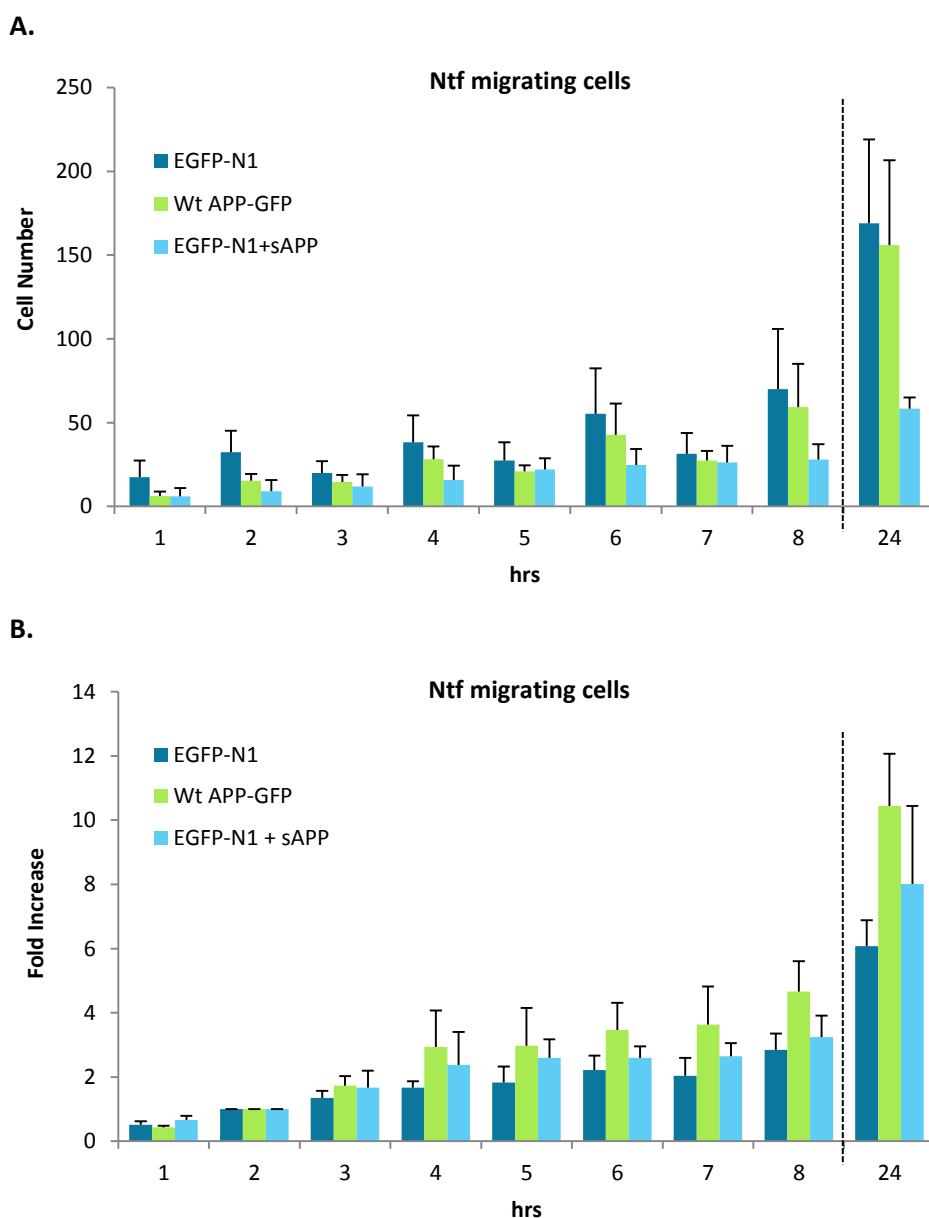 A.
Ntf migrating cells
250
200
150
100
50
0
Cell Number
EGFP-N1
Wt APP-GFP
EGFP-N1+sAPP
1 2 3 4 5 6 7 8 24
hrs
B.
Ntf migrating cells
14
12
10
8
6
4
2
0
Fold Increase
EGFP-N1
Wt APP-GFP
EGFP-N1 + sAPP
1 2 3 4 5 6 7 8 24
hrs